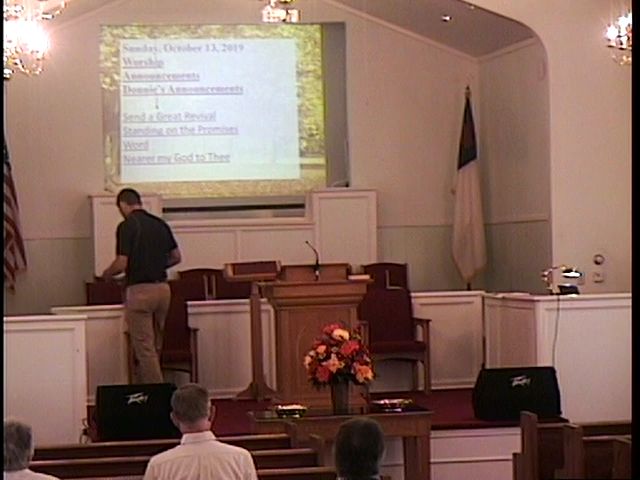 Sunday, October 13, 2019
Worship
Announcements
Donnie's Announcements
Send a Great Revival
Standing on the Promises
Word
Nearer my God to Thee
PEAVEY